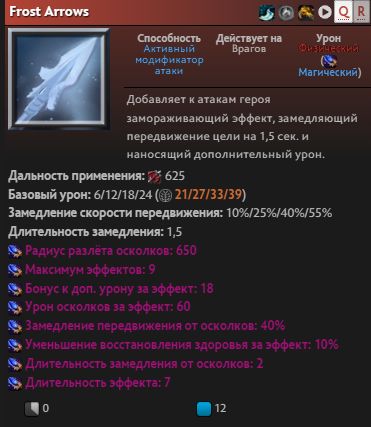 Frost Arrows
Q R
Способность Действует на Урон
Активный Врагов Физический
модификатор (
атаки Магический)
Добавляет к атакам героя
замораживающий эффект, замедляющий
передвижение цели на 1,5 сек. и
наносящий дополнительный урон.
Дальность применения: 625
Базовый урон: 6/12/18/24 (21/27/33/39)
Замедление скорости передвижения: 10%/25%/40%/55%
Длительность замедления: 1,5
Радиус разлёта осколков: 650
Максимум эффектов: 9
Бонус к доп. урону за эффект: 18
Урон осколков за эффект: 60
Замедление передвижения от осколков: 40%
Уменьшение восстановления здоровья за эффект: 10%
Длительность замедления от осколков: 2
Длительность эффекта: 7
0 12